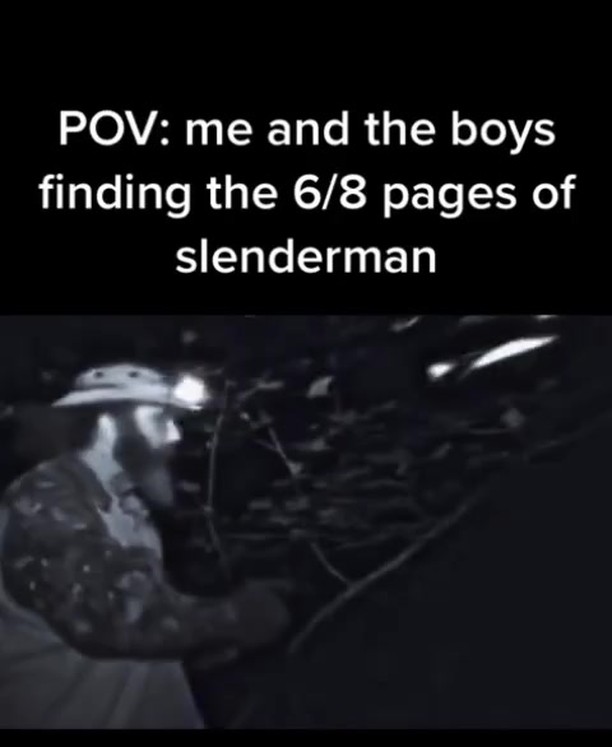 POV: me and the boys
finding the 6/8 pages of
slenderman